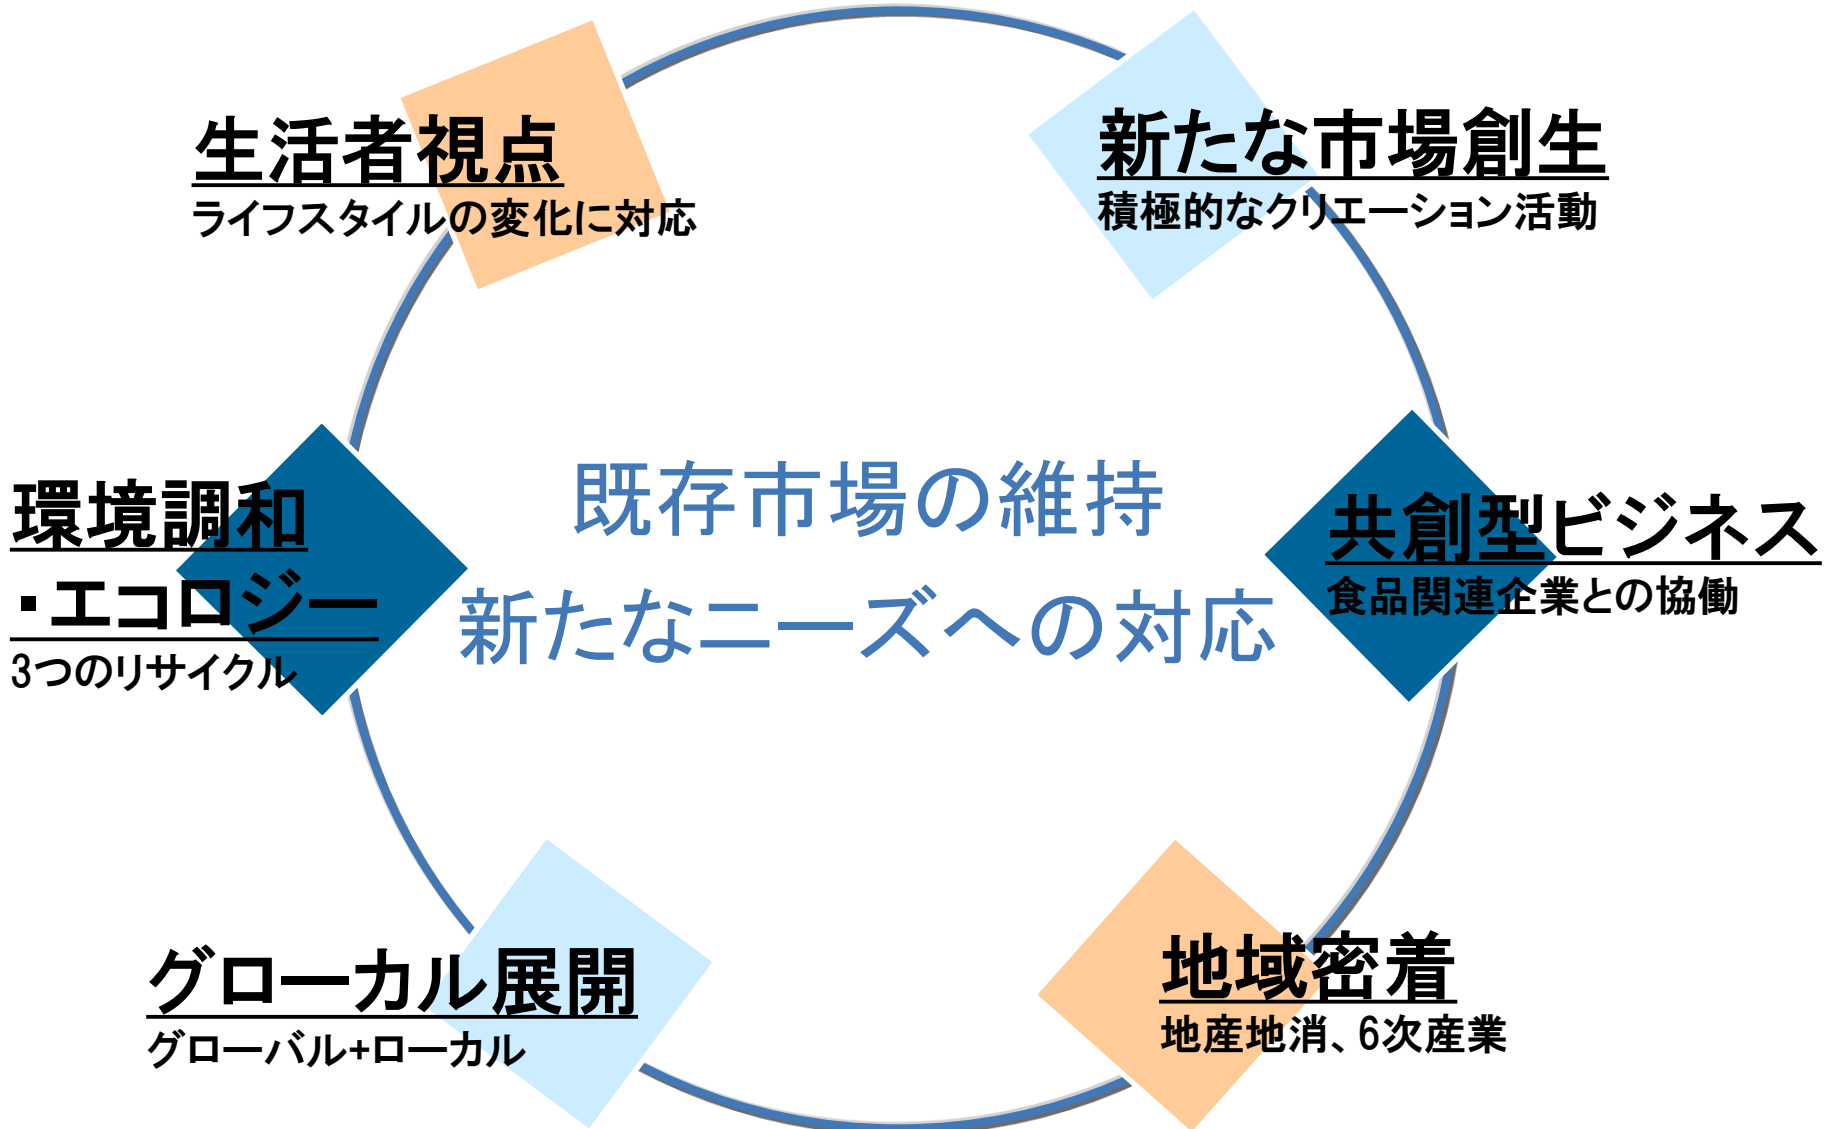 生活者視点
ライフスタイルの変化に対応
新たな市場創生
積極的なクリエーション活動
環境調和
・エコロジー
3つのリサイクル
既存市場の維持
新たなニーズへの対応
共創型ビジネス
食品関連企業との協働
グローカル展開
グローバル+ローカル
地域密着
地産地消、6次産業